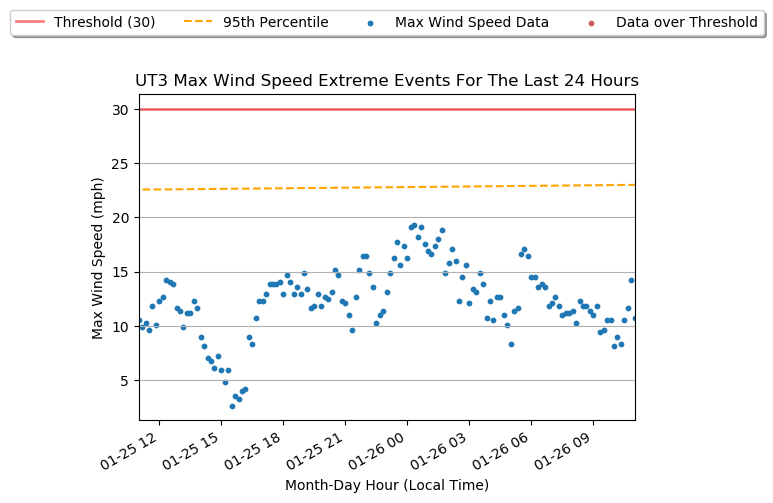 Threshold (30) 95th Percentile Max Wind Speed Data Data over Threshold
UT3 Max Wind Speed Extreme Events For The Last 24 Hours
30
25
20
15
10
5
Max Wind Speed (mph)
01-25 12 01-25 15 01-25 18 01-25 21 01-26 00 01-26 03 01-26 06 01-26 09
Month-Day Hour (Local Time)